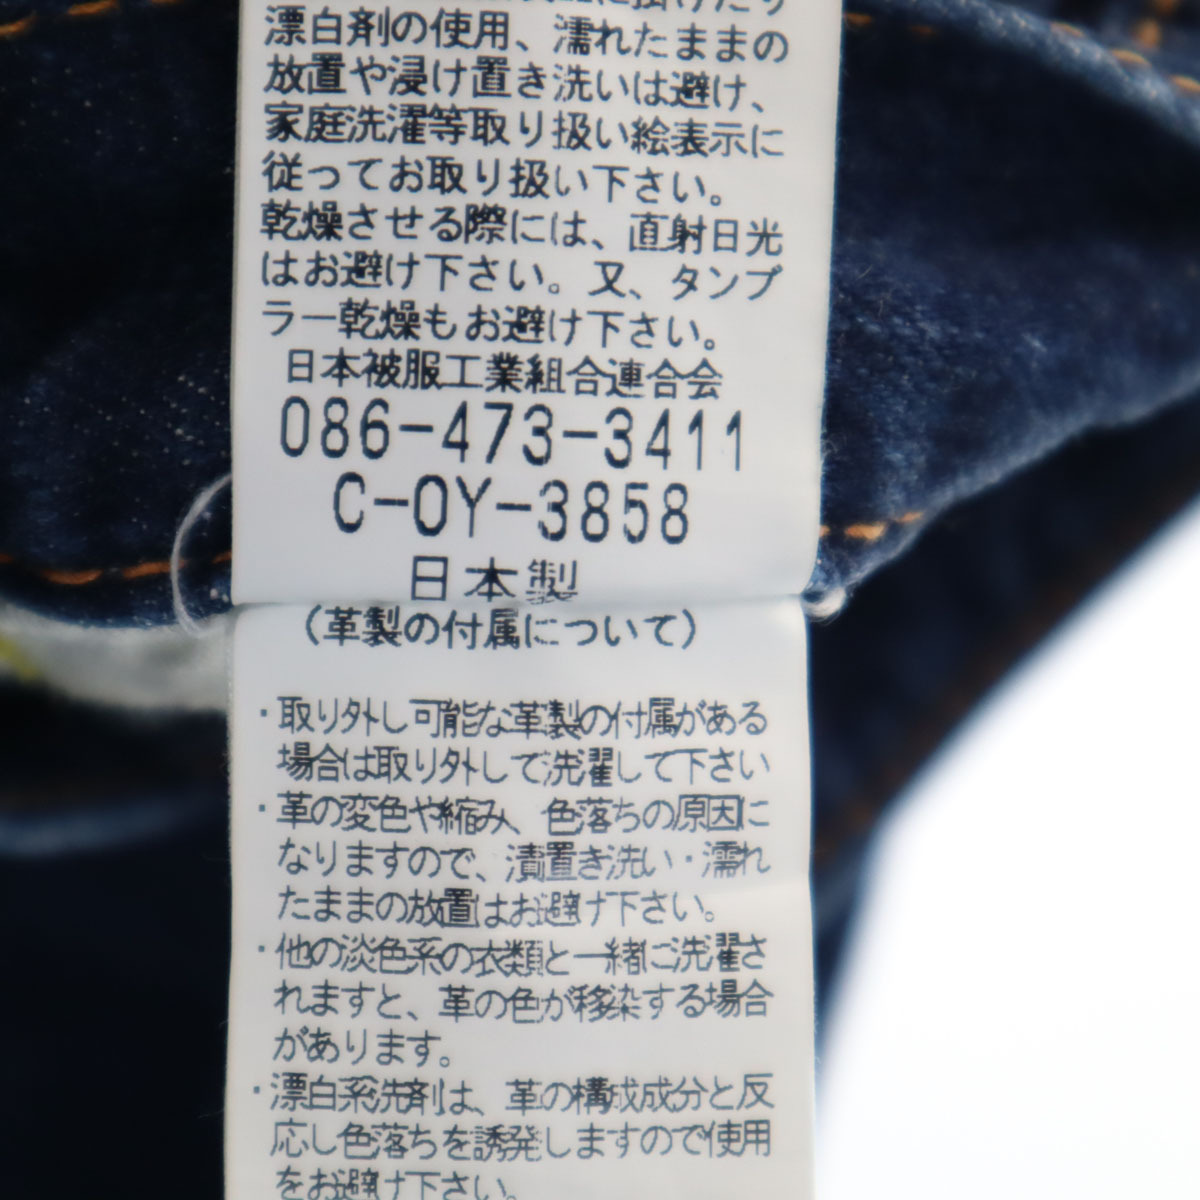 に掛けたり
漂白剤の使用、濡れたままの
放置や浸け置き洗いは避け、
家庭洗濯等取り扱い絵表示に
従ってお取り扱い下さい。
乾燥させる際には、直射日光
はお避け下さい。又、タンブ
ラー乾燥もお避け下さい。
日本被服工業組合連合会
086-473-3411
C-OY-3858
日本製
(革製の付属について)
・取り外し可能な革製の付属がある
場合は取り外して洗濯して下さい
・革の変色や縮み、色落ちの原因に
なりますので、漬置き洗い・濡れ
たままの放置はお避け下さい。
・他の淡色系の衣類と一緒に洗濯さ
れますと、革の色が移染する場合
があります。
・漂白系洗剤は、革の構成成分と反
応し色落ちを誘発しますので使用
をお避け下さい。